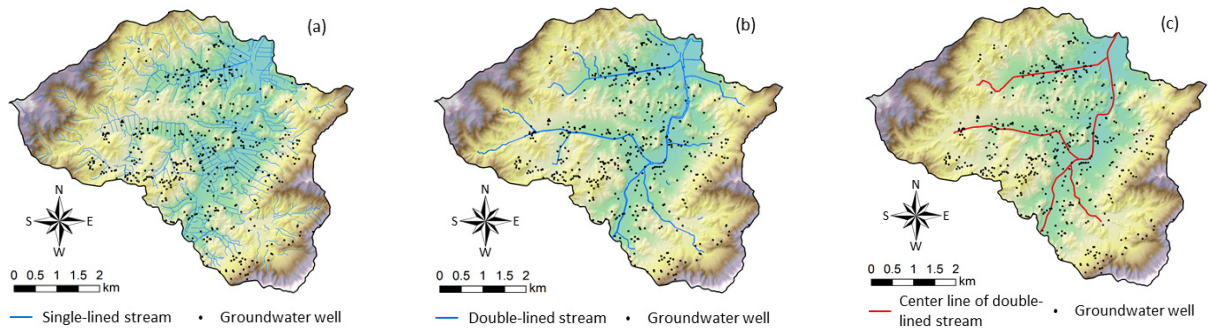 (a)
N
S E
W
0 0.5 1 1.5 2
km
Single-lined stream
Groundwater well
(b)
N
S E
W
0 0.5 1 1.5 2
km
Double-lined stream
Groundwater well
(c)
N
S E
W
0 0.5 1 1.5 2
km
Center line of double-
lined stream
Groundwater well